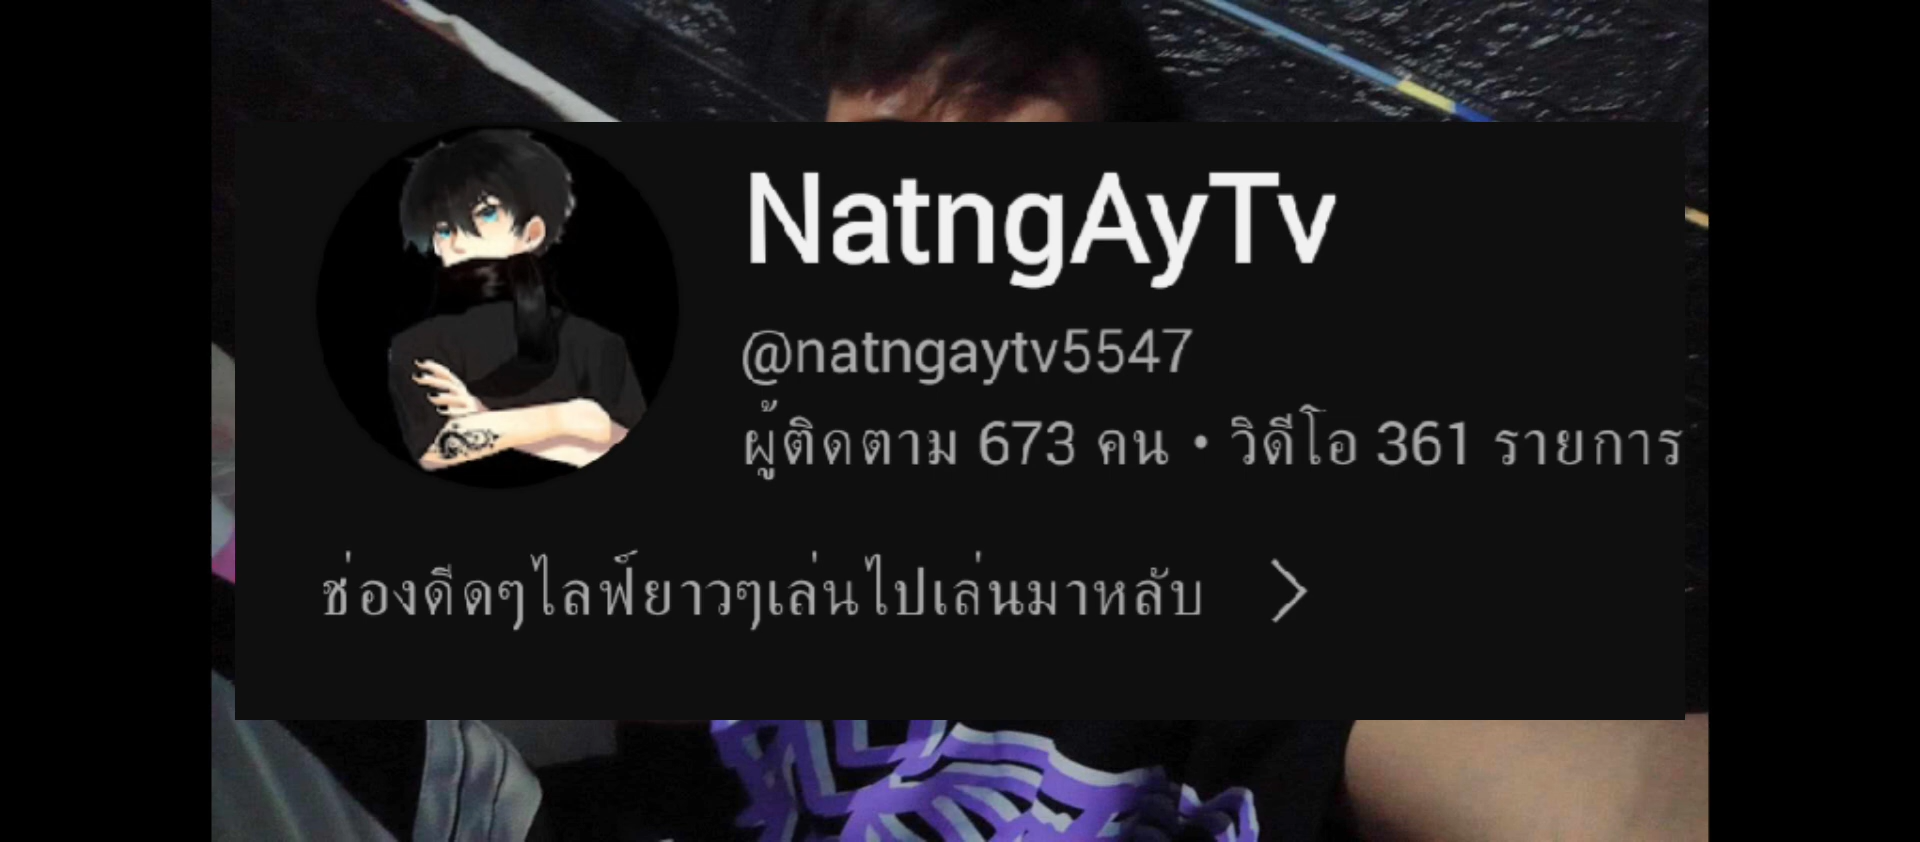 NatngAyTv
@natngaytv5547
ผู้ติดตาม 673 คน • วิดีโอ 361 รายการ
ช่องดีดๆไลฟ์ยาวๆเล่นไปเล่นมาหลับ